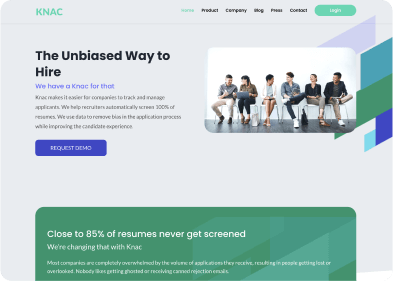 KNAC
Home Product Company Blog Press Contact Login
The Unbiased Way to
Hire
We have a Knac for that
Knac makes it easier for companies to track and manage
applicants. We help recruiters automatically screen 100% of
resumes. We use data to remove bias in the application process
while improving the candidate experience.
REQUEST DEMO
Close to 85% of resumes never get screened
We're changing that with Knac
Most companies are completely overwhelmed by the volume of applications they receive, resulting in people getting lost or
overlooked. Nobody likes getting ghosted or receiving canned rejection emails.